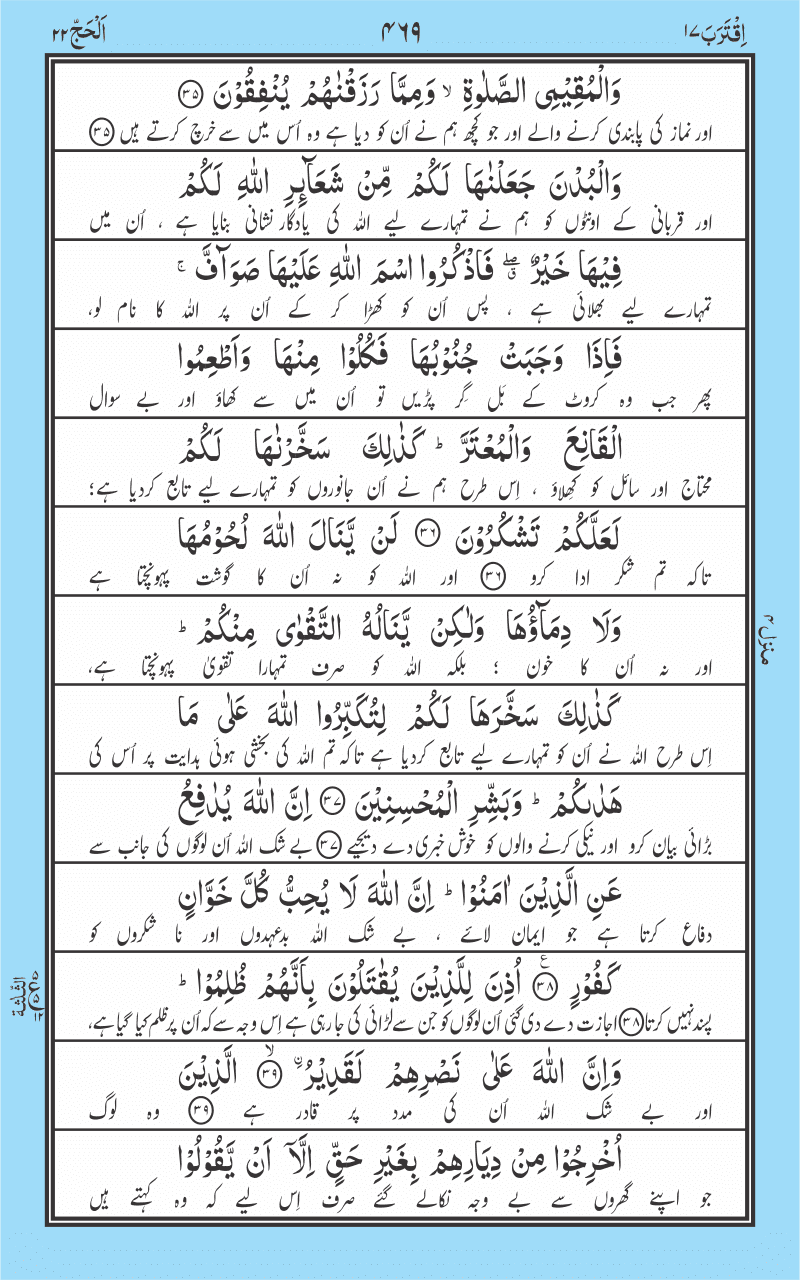 اِقْتَرَبَ ١٧
٤٦٩
اَلْحَجّ ٢٢
وَالْمُقِيْمِى الصَّلٰوةِ ۙ وَمِمَّا رَزَقْنٰهُمْ يُنْفِقُوْنَ ﴿٣٥﴾
اور نماز کی پابندی کرنے والے اور جو کچھ ہم نے اُن کو دیا ہے وہ اُس میں سے خرچ کرتے ہیں ﴿٣٥﴾
وَالْبُدْنَ جَعَلْنٰهَا لَكُمْ مِّنْ شَعَآئِرِ اللّٰهِ لَكُمْ
اور قربانی کے اونٹوں کو ہم نے تمہارے لیے اللہ کی یادگار نشانی بنایا ہے ، اُن میں
فِيْهَا خَيْرٌ ۖ فَاذْكُرُوا اسْمَ اللّٰهِ عَلَيْهَا صَوَآفَّ ۚ
تمہارے لیے بھلائی ہے ، پس اُن کو کھڑا کر کے اُن پر اللہ کا نام لو،
فَاِذَا وَجَبَتْ جُنُوْبُهَا فَكُلُوْا مِنْهَا وَاَطْعِمُوا
پھر جب وہ کروٹ کے بَل گِر پڑیں تو اُن میں سے کھاؤ اور بے سوال
الْقَانِعَ وَالْمُعْتَرَّ ؕ كَذٰلِكَ سَخَّرْنٰهَا لَكُمْ
محتاج اور سائل کو کِھلاؤ ، اِس طرح ہم نے اُن جانوروں کو تمہارے لیے تابع کردیا ہے؛
لَعَلَّكُمْ تَشْكُرُوْنَ ﴿٣٦﴾ لَنْ يَّنَالَ اللّٰهَ لُحُوْمُهَا
تاکہ تم شکر ادا کرو ﴿٣٦﴾ اور اللہ کو نہ اُن کا گوشت پہونچتا ہے
وَلَا دِمَآؤُهَا وَلٰكِنْ يَّنَالُهُ التَّقْوٰى مِنْكُمْ ؕ
اور نہ اُن کا خون ؛ بلکہ اللہ کو صرف تمہارا تقویٰ پہونچتا ہے،
كَذٰلِكَ سَخَّرَهَا لَكُمْ لِتُكَبِّرُوا اللّٰهَ عَلٰى مَا
اِس طرح اللہ نے اُن کو تمہارے لیے تابع کردیا ہے تاکہ تم اللہ کی بخشی ہوئی ہدایت پر اُس کی
هَدٰىكُمْ ؕ وَبَشِّرِ الْمُحْسِنِيْنَ ﴿٣٧﴾ اِنَّ اللّٰهَ يُدٰفِعُ
بڑائی بیان کرو اور نیکی کرنے والوں کو خوش خبری دے دیجیے ﴿٣٧﴾ بے شک اللہ اُن لوگوں کی جانب سے
عَنِ الَّذِيْنَ اٰمَنُوْا ؕ اِنَّ اللّٰهَ لَا يُحِبُّ كُلَّ خَوَّانٍ
دفاع کرتا ہے جو ایمان لائے ، بے شک اللہ بدعہدوں اور نا شکروں کو
كَفُوْرٍ ﴿٣٨﴾ۧ اُذِنَ لِلَّذِيْنَ يُقٰتَلُوْنَ بِاَنَّهُمْ ظُلِمُوْا ؕ
پسند نہیں کرتا ﴿٣٨﴾ اجازت دے دی گئی اُن لوگوں کو جن سے لڑائی کی جا رہی ہے اِس وجہ سے کہ اُن پر ظلم کیا گیا ہے،
وَاِنَّ اللّٰهَ عَلٰى نَصْرِهِمْ لَقَدِيْرُ ۨ ﴿٣٩﴾ۙ الَّذِيْنَ
اور بے شک اللہ اُن کی مدد پر قادر ہے ﴿٣٩﴾ وہ لوگ
اُخْرِجُوْا مِنْ دِيَارِهِمْ بِغَيْرِ حَقٍّ اِلَّاۤ اَنْ يَّقُوْلُوْا
جو اپنے گھروں سے بے وجہ نکالے گئے صرف اِس لیے کہ وہ کہتے ہیں
منزل ٤
الثلٰثة